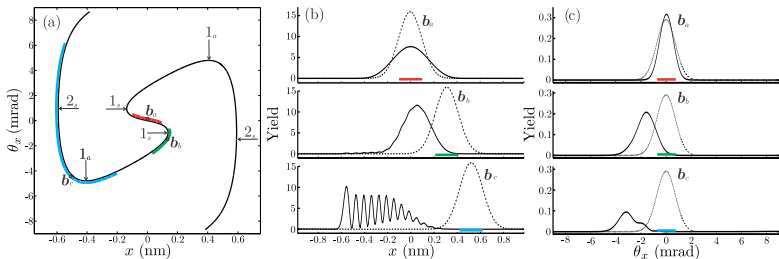 (a)
8
6
4
2
0
-2
-4
-6
-8
θx (mrad)
1a
1s
2s
ba
1s
bb
2s
1a
bc
-0.6 -0.4 -0.2 0 0.2 0.4 0.6
x (nm)
(b)
15
10
5
0
ba
15
10
5
0
bb
15
10
5
0
bc
Yield
-0.8 -0.6 -0.4 -0.2 0 0.2 0.4 0.6 0.8
x (nm)
(c)
0.3
0.2
0.1
0
ba
0.3
0.2
0.1
0
bb
0.3
0.2
0.1
0
bc
Yield
-8 -6 -4 -2 0 2 4 6 8
θx (mrad)